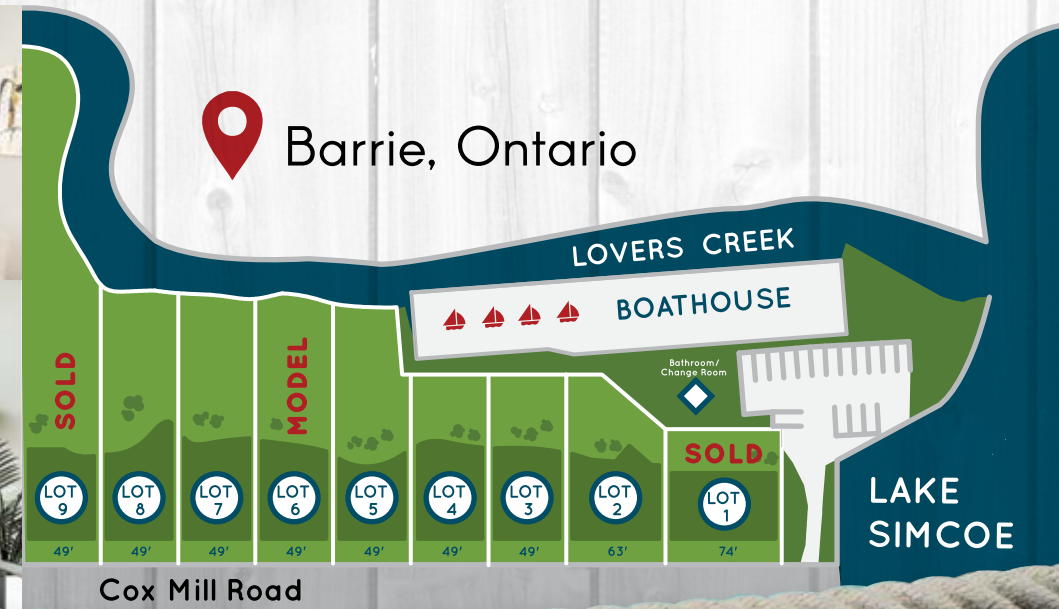 Barrie, Ontario
LOVERS CREEK
BOATHOUSE
Bathroom/
Change Room
SOLD
MODEL
SOLD
LOT
9
LOT
8
LOT
7
LOT
6
LOT
5
LOT
4
LOT
3
LOT
2
LOT
1
LAKE
SIMCOE
49'
49'
49'
49'
49'
49'
49'
63'
74'
Cox Mill Road